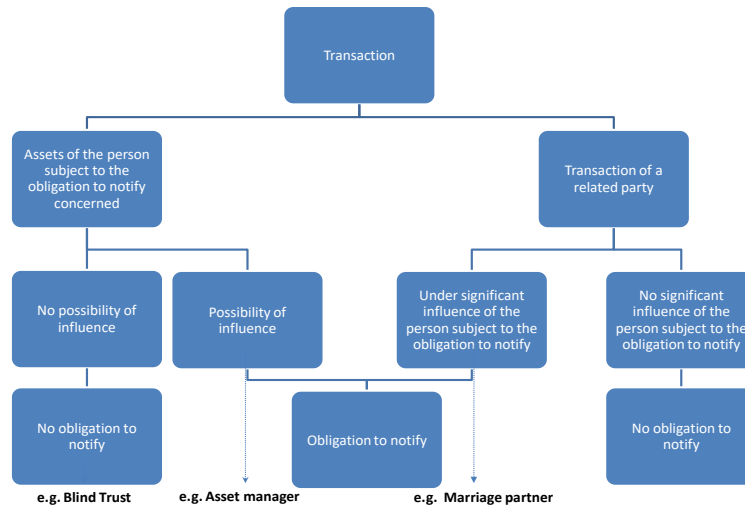 Transaction
Assets of the person
subject to the
obligation to notify
concerned
Transaction of a
related party
No possibility of
influence
Possibility of
influence
Under significant
influence of the
person subject to the
obligation to notify
No significant
influence of the
person subject to the
obligation to notify
No obligation to
notify
Obligation to notify
No obligation to
notify
e.g. Blind Trust
e.g. Asset manager
e.g. Marriage partner